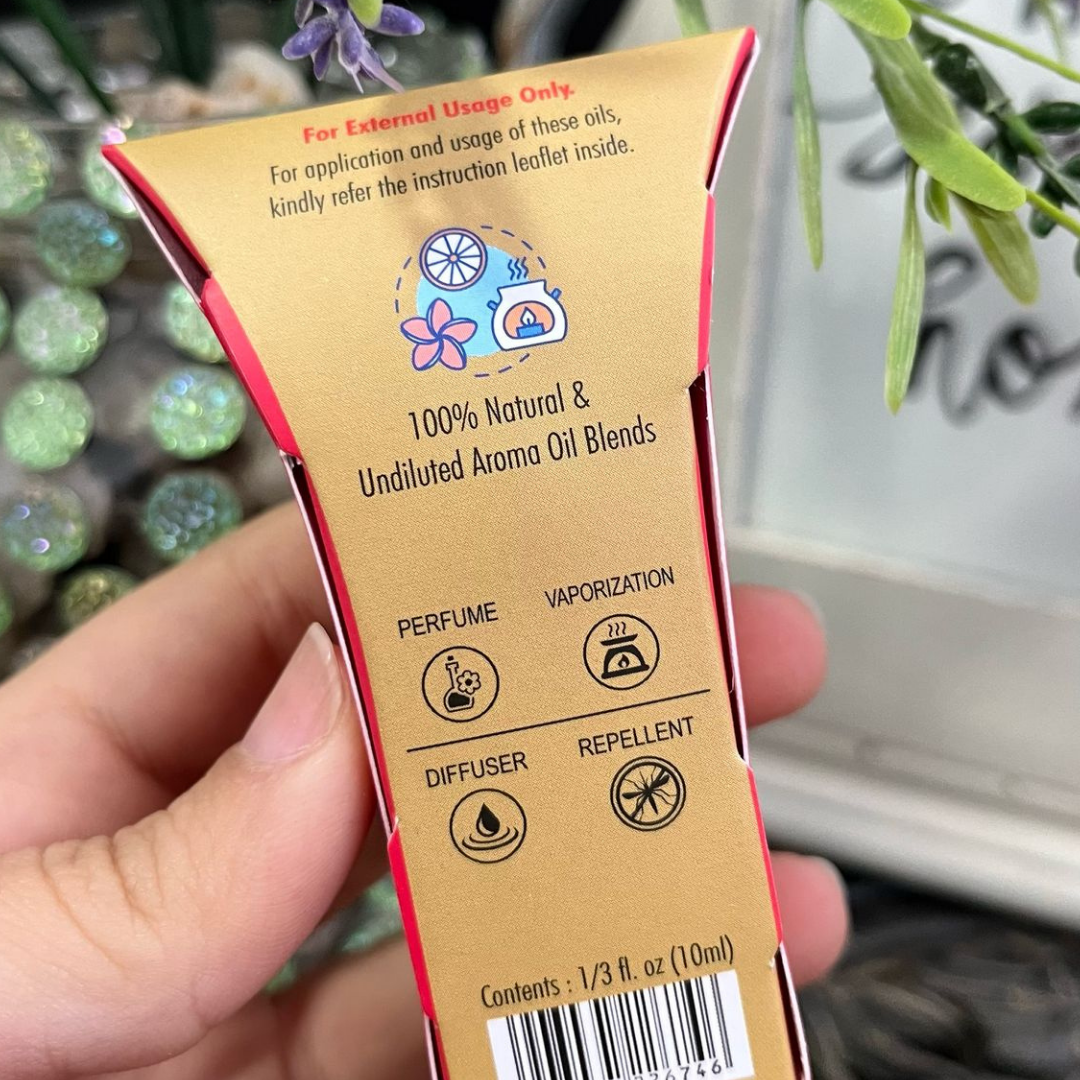 For External Usage Only.
For application and usage of these oils,
kindly refer the instruction leaflet inside.
100% Natural &
Undiluted Aroma Oil Blends
PERFUME
VAPORIZATION
DIFFUSER
REPELLENT
Contents : 1/3 fl. oz (10ml)